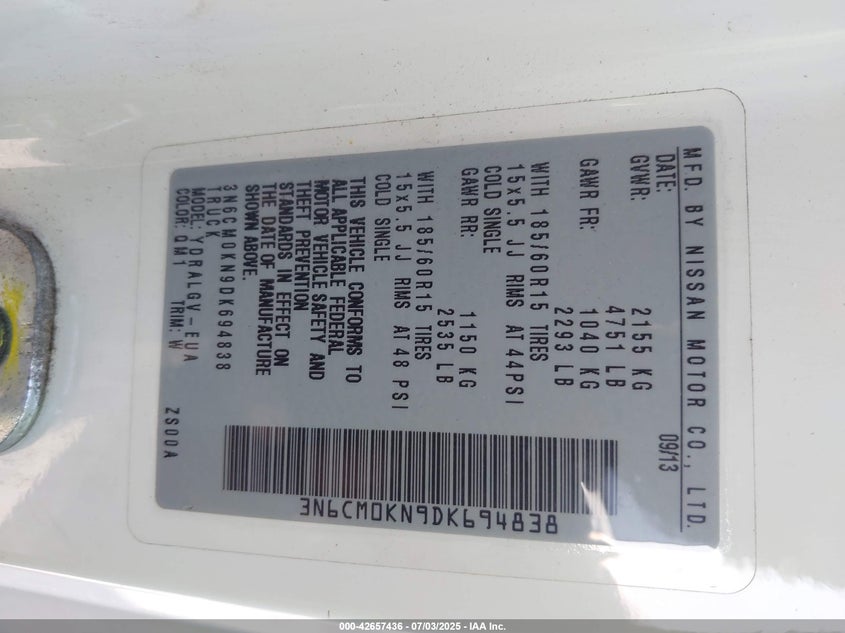 MFD. BY NISSAN MOTOR CO., LTD.
DATE: 09/13
GVWR: 2155 KG
4751 LB
GAWR FR: 1040 KG
2293 LB
WITH 185/60R15 TIRES
15x5.5 JJ RIMS AT 44PSI
COLD SINGLE
GAWR RR: 1150 KG
2535 LB
WITH 185/60R15 TIRES
15x5.5 JJ RIMS AT 48 PSI
COLD SINGLE
THIS VEHICLE CONFORMS TO
ALL APPLICABLE FEDERAL
MOTOR VEHICLE SAFETY AND
THEFT PREVENTION
STANDARDS IN EFFECT ON
THE DATE OF MANUFACTURE
SHOWN ABOVE.
3N6CM0KN9DK694838
TRUCK
MODEL: YDRALGV-EUA
COLOR: QM1 TRIM: W ZS00A
3N6CM0KN9DK694838
000-42657436 - 07/03/2025 - IAA Inc.